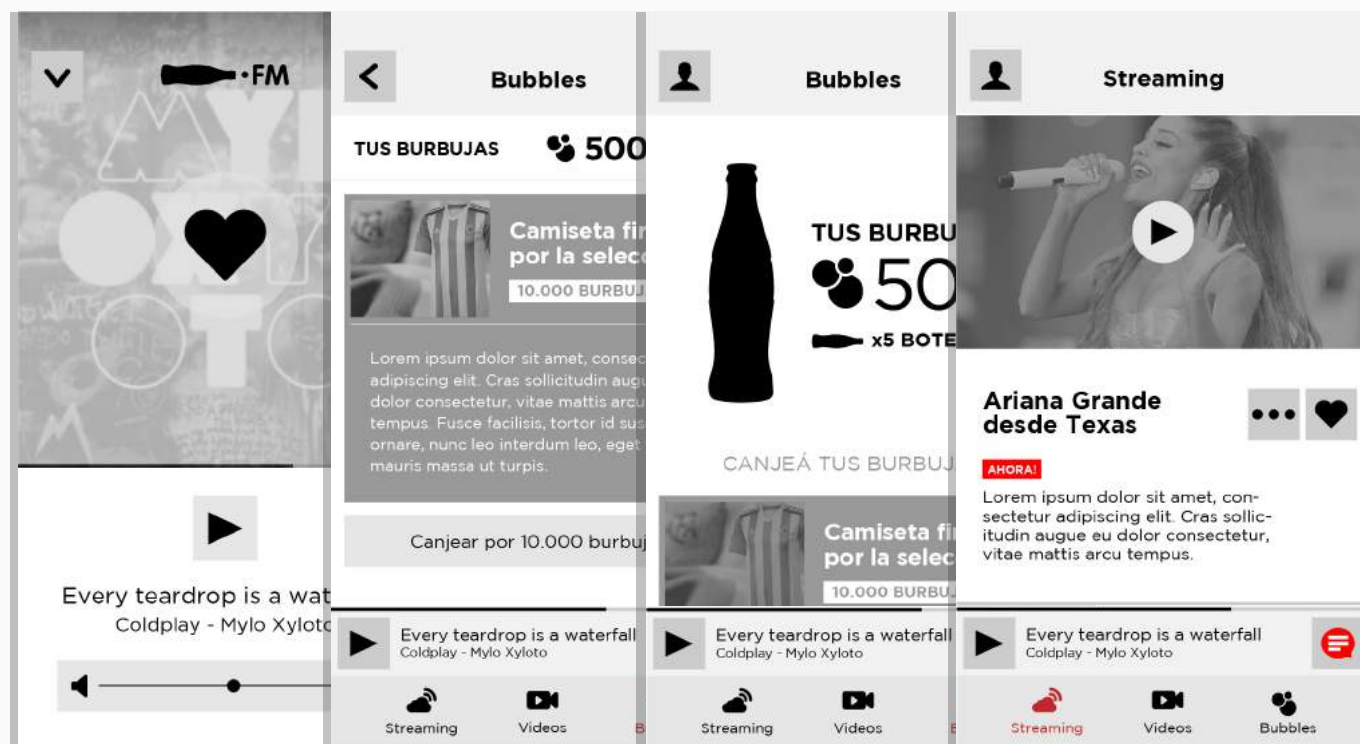 ·FM
Every teardrop is a wat
Coldplay - Mylo Xyloto
Bubbles
TUS BURBUJAS
500
Camiseta fir
por la selecc
10.000 BURBUJ
Lorem ipsum dolor sit amet, consec
adipiscing elit. Cras sollicitudin augu
dolor consectetur, vitae mattis arcu
tempus. Fusce facilisis, tortor id sus
ornare, nunc leo interdum leo, eget
mauris massa ut turpis.
Canjear por 10.000 burbuj
Every teardrop is a waterfall
Coldplay - Mylo Xyloto
Streaming
Videos
B
Bubbles
TUS BURBU
50
x5 BOTE
CANJEÁ TUS BURBUJ
Camiseta fi
por la selec
10.000 BURBU
Every teardrop is a waterfall
Coldplay - Mylo Xyloto
Streaming
Videos
Streaming
Ariana Grande
desde Texas
AHORA!
Lorem ipsum dolor sit amet, con-
sectetur adipiscing elit. Cras sollic-
itudin augue eu dolor consectetur,
vitae mattis arcu tempus.
Every teardrop is a waterfall
Coldplay - Mylo Xyloto
Streaming
Videos
Bubbles